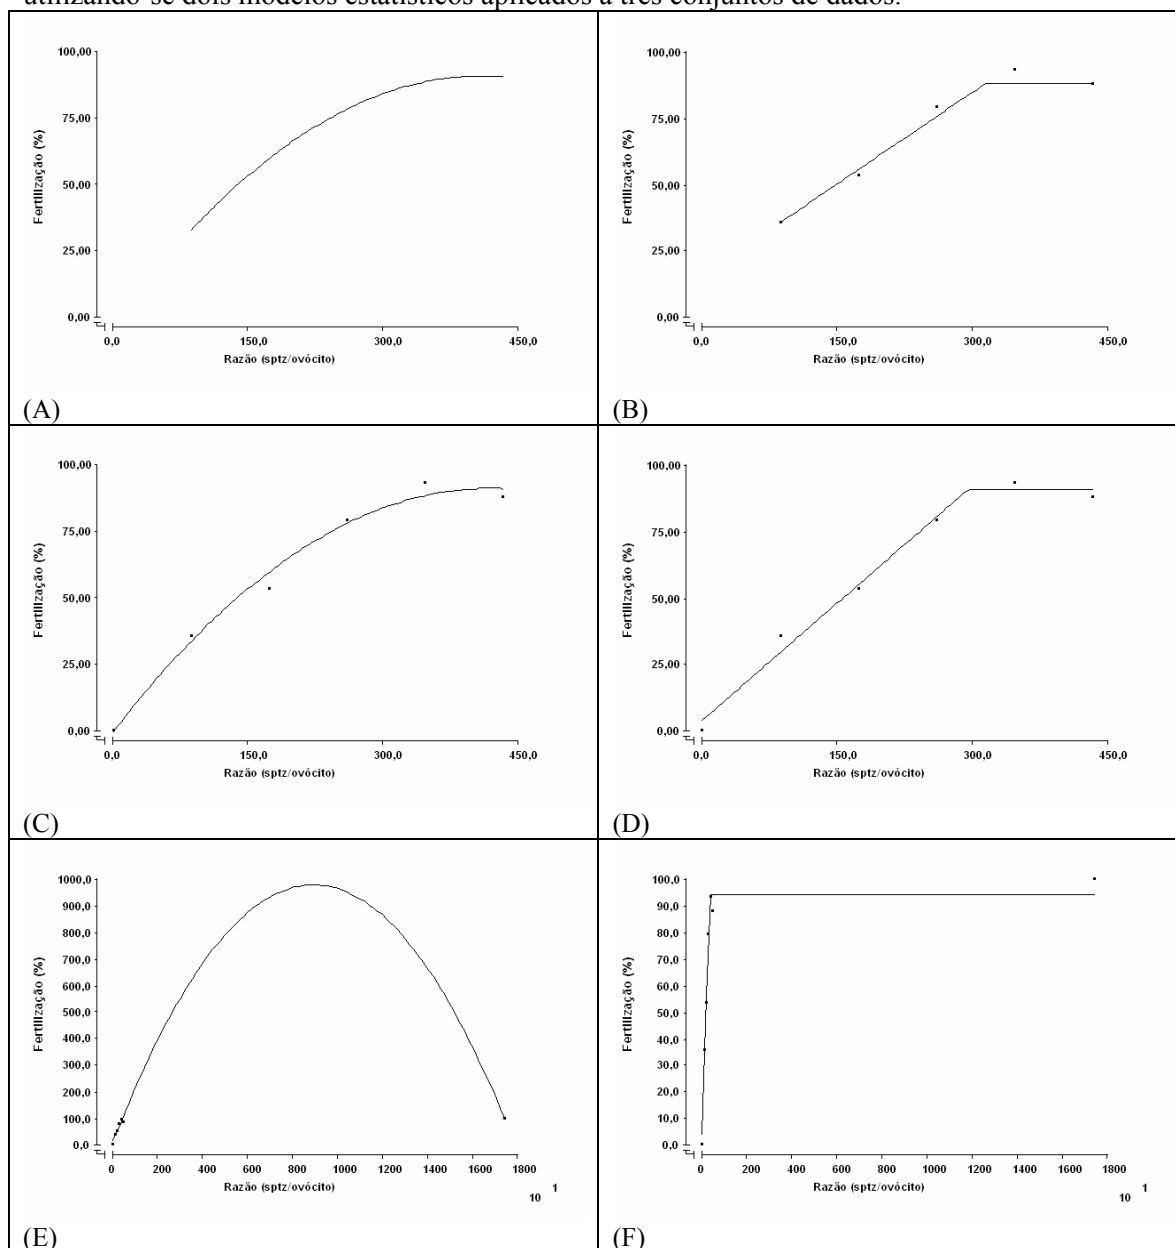 utilizando-se dois modelos estatísticos aplicados a três conjuntos de dados.
100,00
75,00
50,00
25,00
0,00
Fertilização (%)
0,0 150,0 300,0 450,0
Razão (sptz/ovócito)
(A)
100,00
75,00
50,00
25,00
0,00
Fertilização (%)
0,0 150,0 300,0 450,0
Razão (sptz/ovócito)
(B)
100,00
75,00
50,00
25,00
0,00
Fertilização (%)
0,0 150,0 300,0 450,0
Razão (sptz/ovócito)
(C)
100,00
75,00
50,00
25,00
0,00
Fertilização (%)
0,0 150,0 300,0 450,0
Razão (sptz/ovócito)
(D)
1000,0
900,0
800,0
700,0
600,0
500,0
400,0
300,0
200,0
100,0
0,0
Fertilização (%)
0 200 400 600 800 1000 1200 1400 1600 1800
Razão (sptz/ovócito)
10 1
(E)
100,0
90,0
80,0
70,0
60,0
50,0
40,0
30,0
20,0
10,0
0,0
Fertilização (%)
0 200 400 600 800 1000 1200 1400 1600 1800
Razão (sptz/ovócito)
10 1
(F)